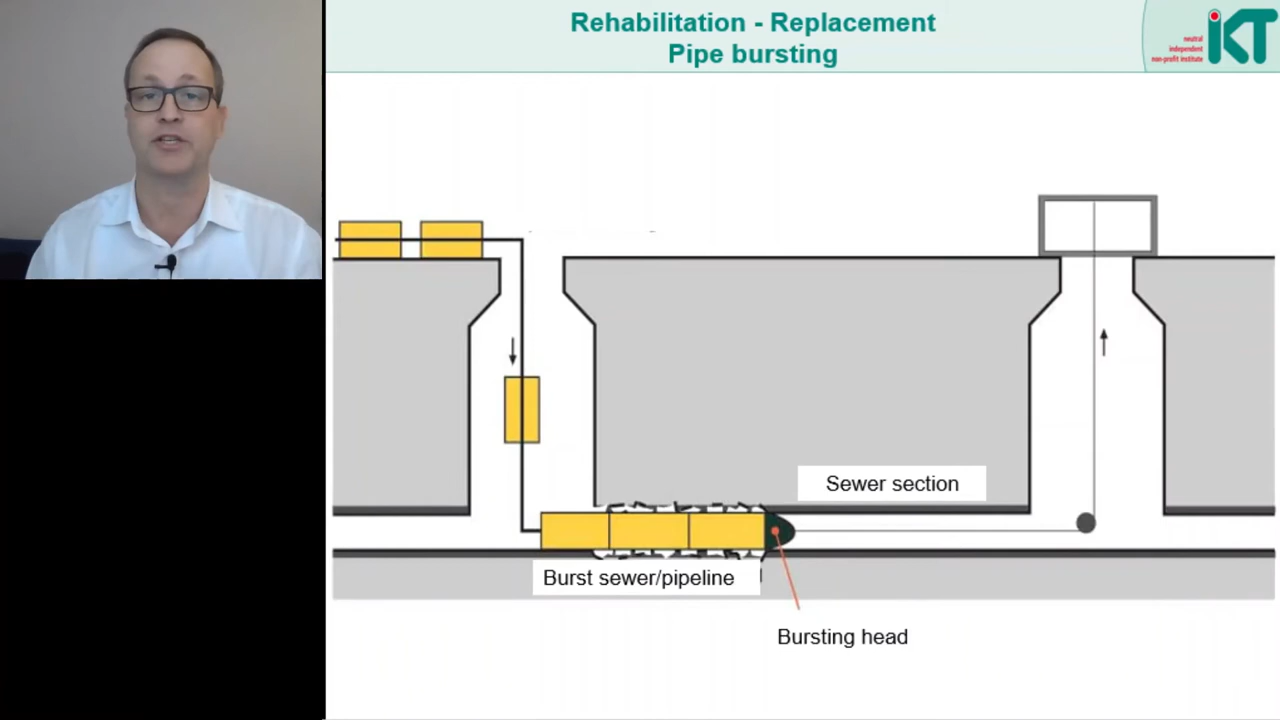 Rehabilitation - Replacement
Pipe bursting
neutral
independent
non-profit institute
iKT
Sewer section
Burst sewer/pipeline
Bursting head